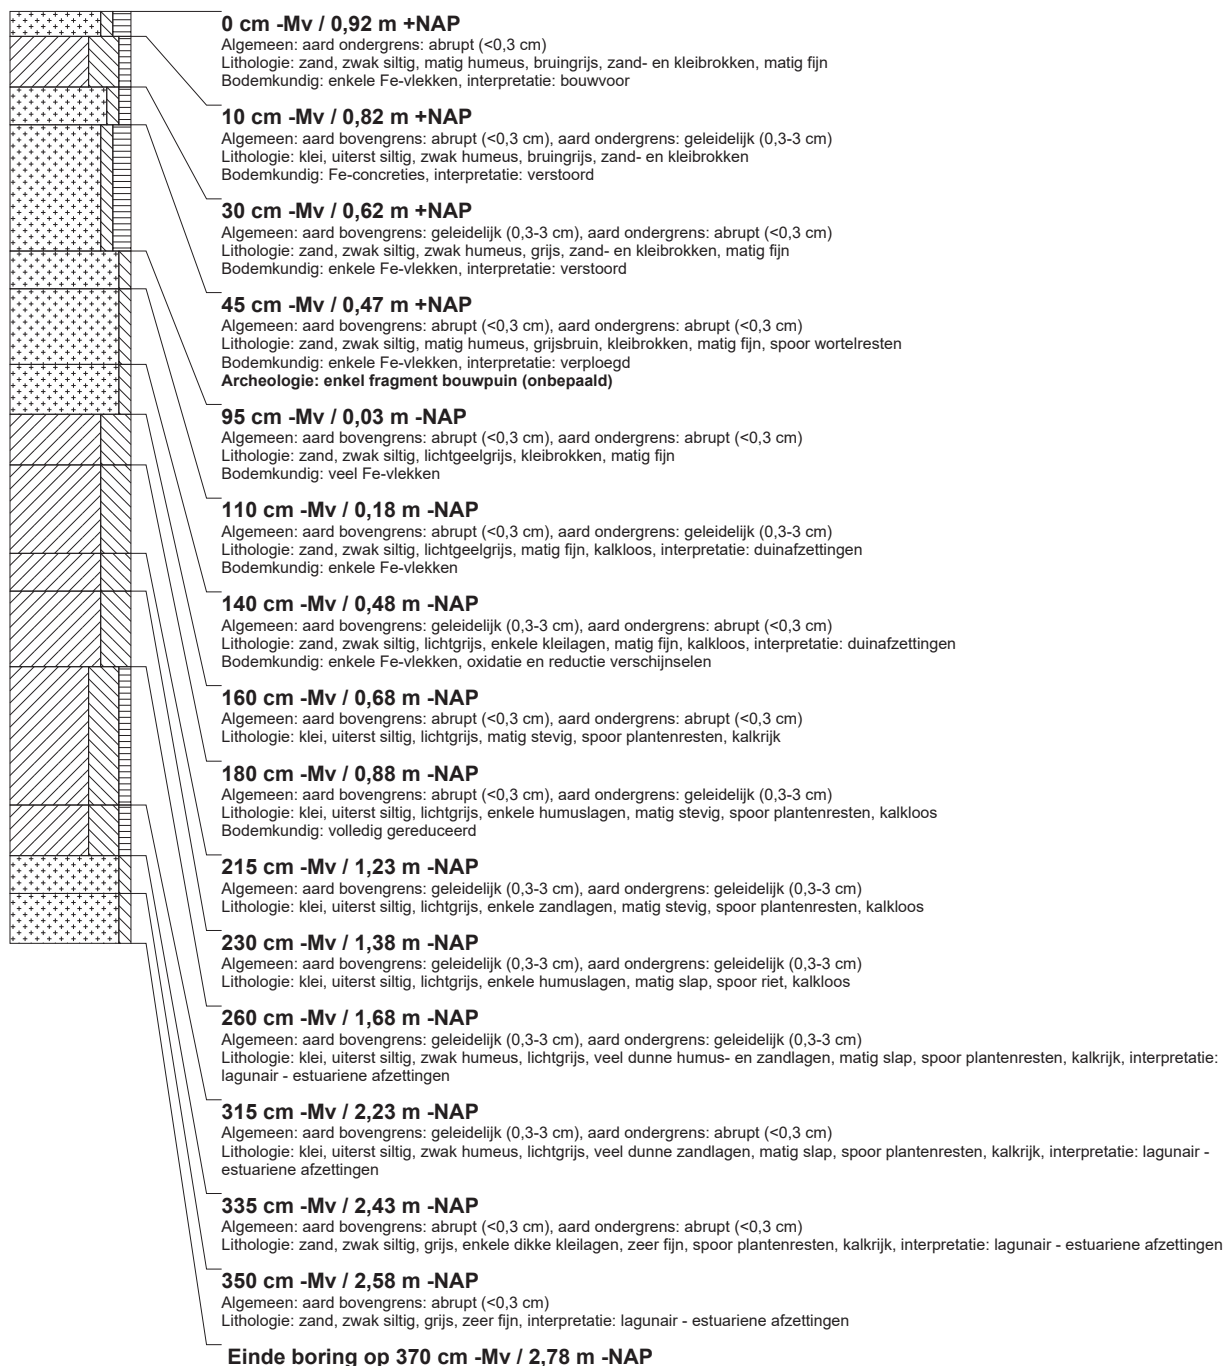 0 cm -Mv / 0,92 m +NAP
Algemeen: aard ondergrens: abrupt (<0,3 cm)
Lithologie: zand, zwak siltig, matig humeus, bruingrijs, zand- en kleibrokken, matig fijn
Bodemkundig: enkele Fe-vlekken, interpretatie: bouwvoor
10 cm -Mv / 0,82 m +NAP
Algemeen: aard bovengrens: abrupt (<0,3 cm), aard ondergrens: geleidelijk (0,3-3 cm)
Lithologie: klei, uiterst siltig, zwak humeus, bruingrijs, zand- en kleibrokken
Bodemkundig: Fe-concreties, interpretatie: verstoord
30 cm -Mv / 0,62 m +NAP
Algemeen: aard bovengrens: geleidelijk (0,3-3 cm), aard ondergrens: abrupt (<0,3 cm)
Lithologie: zand, zwak siltig, zwak humeus, grijs, zand- en kleibrokken, matig fijn
Bodemkundig: enkele Fe-vlekken, interpretatie: verstoord
45 cm -Mv / 0,47 m +NAP
Algemeen: aard bovengrens: abrupt (<0,3 cm), aard ondergrens: abrupt (<0,3 cm)
Lithologie: zand, zwak siltig, matig humeus, grijsbruin, kleibrokken, matig fijn, spoor wortelresten
Bodemkundig: enkele Fe-vlekken, interpretatie: verploegd
Archeologie: enkel fragment bouwpuin (onbepaald)
95 cm -Mv / 0,03 m -NAP
Algemeen: aard bovengrens: abrupt (<0,3 cm), aard ondergrens: abrupt (<0,3 cm)
Lithologie: zand, zwak siltig, lichtgeelgrijs, kleibrokken, matig fijn
Bodemkundig: veel Fe-vlekken
110 cm -Mv / 0,18 m -NAP
Algemeen: aard bovengrens: abrupt (<0,3 cm), aard ondergrens: geleidelijk (0,3-3 cm)
Lithologie: zand, zwak siltig, lichtgeelgrijs, matig fijn, kalkloos, interpretatie: duinafzettingen
Bodemkundig: enkele Fe-vlekken
140 cm -Mv / 0,48 m -NAP
Algemeen: aard bovengrens: geleidelijk (0,3-3 cm), aard ondergrens: abrupt (<0,3 cm)
Lithologie: zand, zwak siltig, lichtgrijs, enkele kleilagen, matig fijn, kalkloos, interpretatie: duinafzettingen
Bodemkundig: enkele Fe-vlekken, oxidatie en reductie verschijnselen
160 cm -Mv / 0,68 m -NAP
Algemeen: aard bovengrens: abrupt (<0,3 cm), aard ondergrens: abrupt (<0,3 cm)
Lithologie: klei, uiterst siltig, lichtgrijs, matig stevig, spoor plantenresten, kalkrijk
180 cm -Mv / 0,88 m -NAP
Algemeen: aard bovengrens: abrupt (<0,3 cm), aard ondergrens: geleidelijk (0,3-3 cm)
Lithologie: klei, uiterst siltig, lichtgrijs, enkele humuslagen, matig stevig, spoor plantenresten, kalkloos
Bodemkundig: volledig gereduceerd
215 cm -Mv / 1,23 m -NAP
Algemeen: aard bovengrens: geleidelijk (0,3-3 cm), aard ondergrens: geleidelijk (0,3-3 cm)
Lithologie: klei, uiterst siltig, lichtgrijs, enkele zandlagen, matig stevig, spoor plantenresten, kalkloos
230 cm -Mv / 1,38 m -NAP
Algemeen: aard bovengrens: geleidelijk (0,3-3 cm), aard ondergrens: geleidelijk (0,3-3 cm)
Lithologie: klei, uiterst siltig, lichtgrijs, enkele humuslagen, matig slap, spoor riet, kalkloos
260 cm -Mv / 1,68 m -NAP
Algemeen: aard bovengrens: geleidelijk (0,3-3 cm), aard ondergrens: geleidelijk (0,3-3 cm)
Lithologie: klei, uiterst siltig, zwak humeus, lichtgrijs, veel dunne humus- en zandlagen, matig slap, spoor plantenresten, kalkrijk, interpretatie:
lagunair - estuariene afzettingen
315 cm -Mv / 2,23 m -NAP
Algemeen: aard bovengrens: geleidelijk (0,3-3 cm), aard ondergrens: abrupt (<0,3 cm)
Lithologie: klei, uiterst siltig, zwak humeus, lichtgrijs, veel dunne zandlagen, matig slap, spoor plantenresten, kalkrijk, interpretatie: lagunair -
estuariene afzettingen
335 cm -Mv / 2,43 m -NAP
Algemeen: aard bovengrens: abrupt (<0,3 cm), aard ondergrens: abrupt (<0,3 cm)
Lithologie: zand, zwak siltig, grijs, enkele dikke kleilagen, zeer fijn, spoor plantenresten, kalkrijk, interpretatie: lagunair - estuariene afzettingen
350 cm -Mv / 2,58 m -NAP
Algemeen: aard bovengrens: abrupt (<0,3 cm)
Lithologie: zand, zwak siltig, grijs, zeer fijn, interpretatie: lagunair - estuariene afzettingen
Einde boring op 370 cm -Mv / 2,78 m -NAP